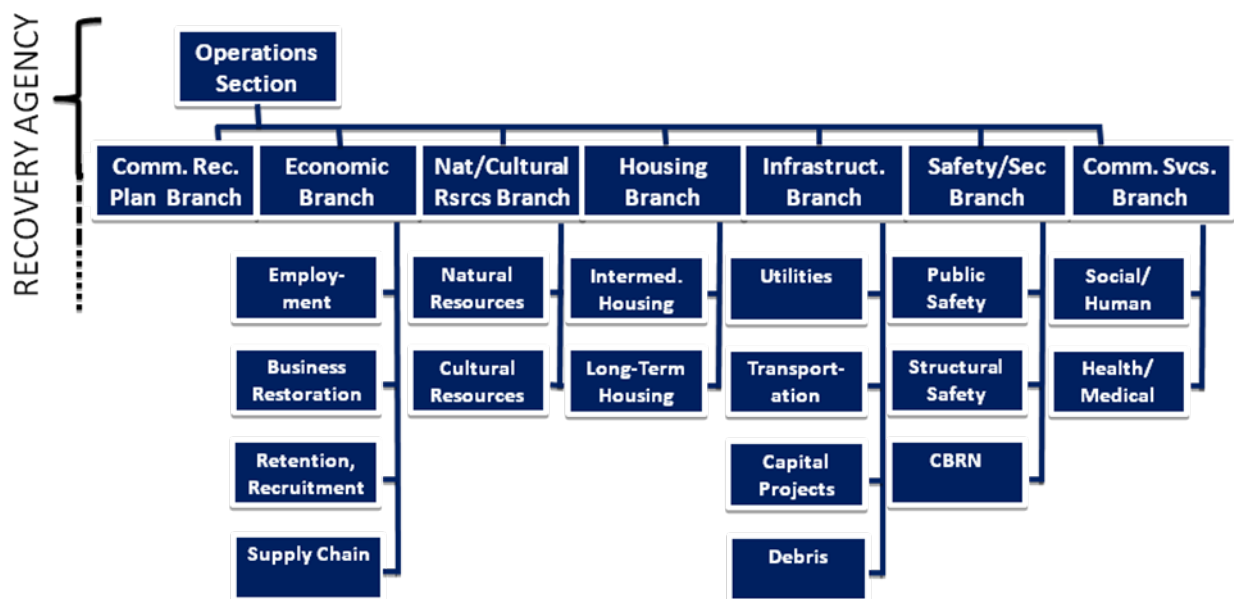 RECOVERY AGENCY
Operations
Section
Comm. Rec.
Plan Branch
Economic
Branch
Nat/Cultural
Rsrcs Branch
Housing
Branch
Infrastruct.
Branch
Safety/Sec
Branch
Comm. Svcs.
Branch
Employ-
ment
Business
Restoration
Retention,
Recruitment
Supply Chain
Natural
Resources
Cultural
Resources
Intermed.
Housing
Long-Term
Housing
Utilities
Transport-
ation
Capital
Projects
Debris
Public
Safety
Structural
Safety
CBRN
Social/
Human
Health/
Medical